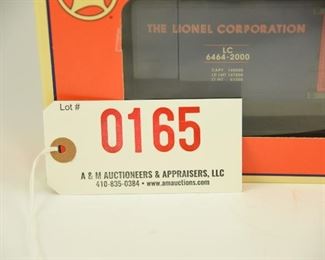 THE LIONEL CORPORATION
LC
6464-2000
Lot #
0165
A & M AUCTIONEERS & APPRAISERS, LLC
410-835-0384 • www.amauctions.com